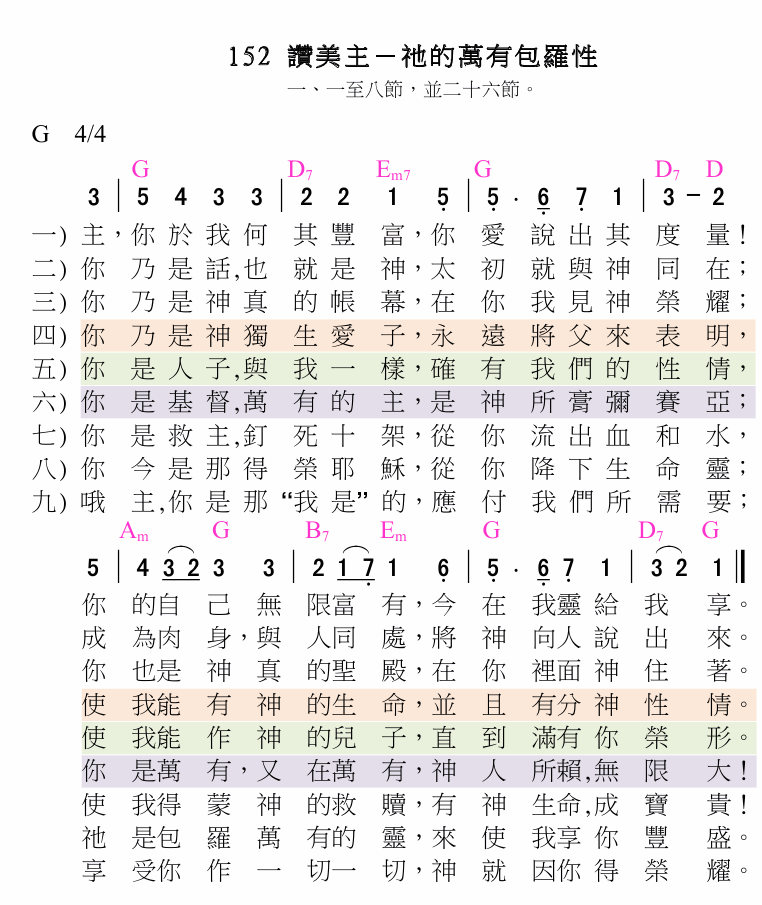 152 讚美主－祂的萬有包羅性
一、一至八節，並二十六節。
G 4/4
G D7 Em7 G D7 D
3 | 5 4 3 3 | 2 2 1 5̣ | 5̣ · 6̣ 7̣ 1 | 3 – 2
一) 主，你於我何其豐富，你愛說出其度量！
二) 你乃是話,也就是神，太初就與神同在；
三) 你乃是神真的帳幕，在你我見神榮耀；
四) 你乃是神獨生愛子，永遠將父來表明，
五) 你是人子,與我一樣，確有我們的性情，
六) 你是基督,萬有的主，是神所膏彌賽亞；
七) 你是救主,釘死十架，從你流出血和水，
八) 你今是那得榮耶穌，從你降下生命靈；
九) 哦主,你是那“我是”的，應付我們所需要；
Am G B7 Em G D7 G
5 | 4 3 2 3 3 | 2 1 7̣ 1 6̣ | 5̣ · 6̣ 7̣ 1 | 3 2 1 ‖
你的自己無限富有，今在我靈給我享。
成為肉身，與人同處，將神向人說出來。
你也是神真的聖殿，在你裡面神住著。
使我能有神的生命，並且有分神性情。
使我能作神的兒子，直到滿有你榮形。
你是萬有，又在萬有，神人所賴,無限大！
使我得蒙神的救贖，有神生命,成寶貴！
祂是包羅萬有的靈，來使我享你豐盛。
享受你作一切一切，神就因你得榮耀。